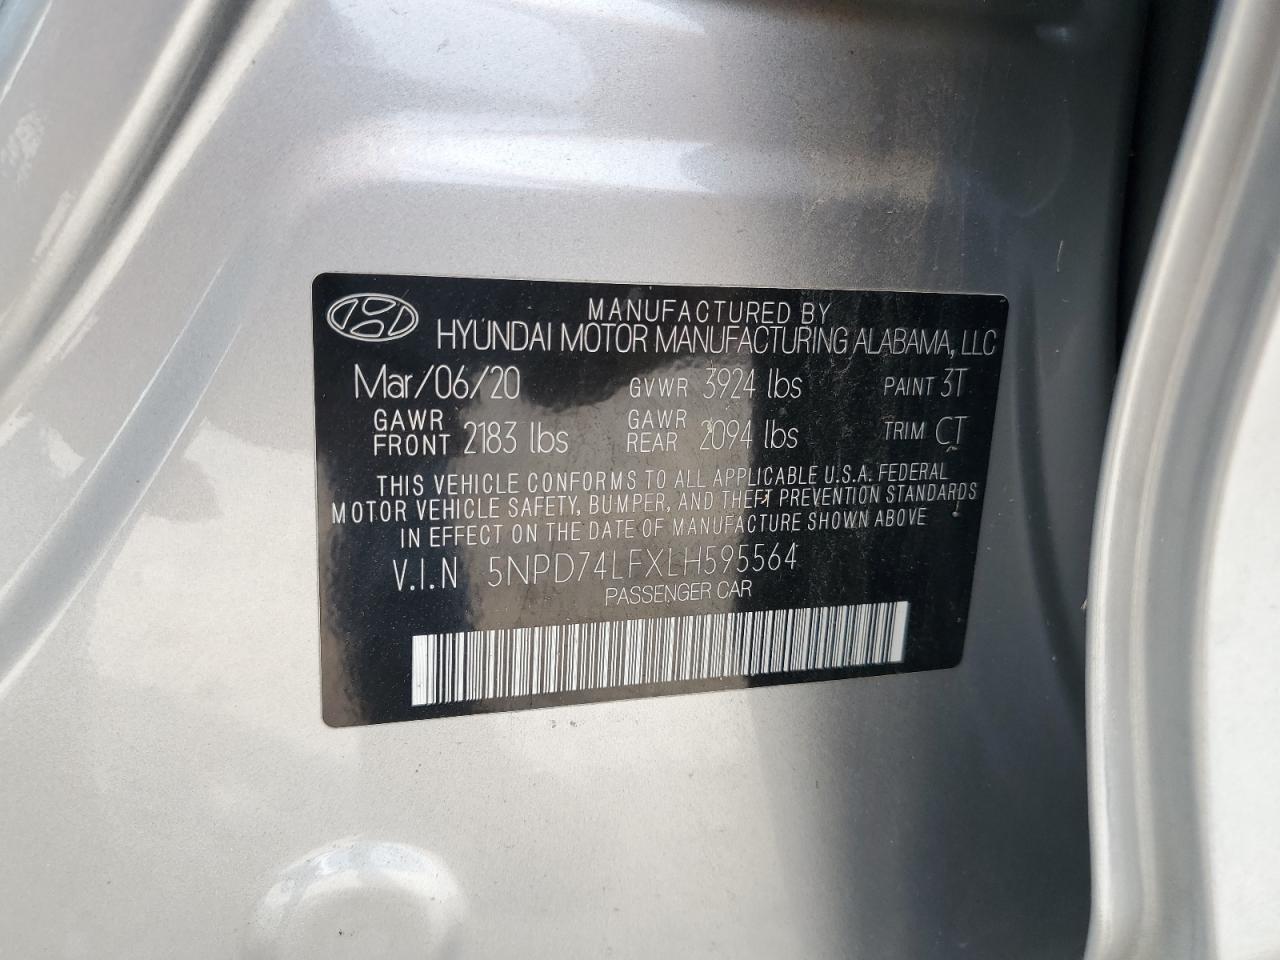 MANUFACTURED BY
HYUNDAI MOTOR MANUFACTURING ALABAMA, LLC
Mar/06/20 GVWR 3924 lbs PAINT 3T
GAWR FRONT 2183 lbs GAWR REAR 2094 lbs TRIM CT
THIS VEHICLE CONFORMS TO ALL APPLICABLE U.S.A. FEDERAL
MOTOR VEHICLE SAFETY, BUMPER, AND THEFT PREVENTION STANDARDS
IN EFFECT ON THE DATE OF MANUFACTURE SHOWN ABOVE
V.I.N 5NPD74LFXLH595564
PASSENGER CAR